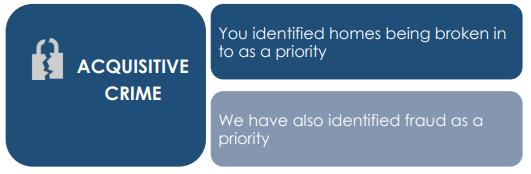 ACQUISITIVE
CRIME
You identified homes being broken in
to as a priority
We have also identified fraud as a
priority